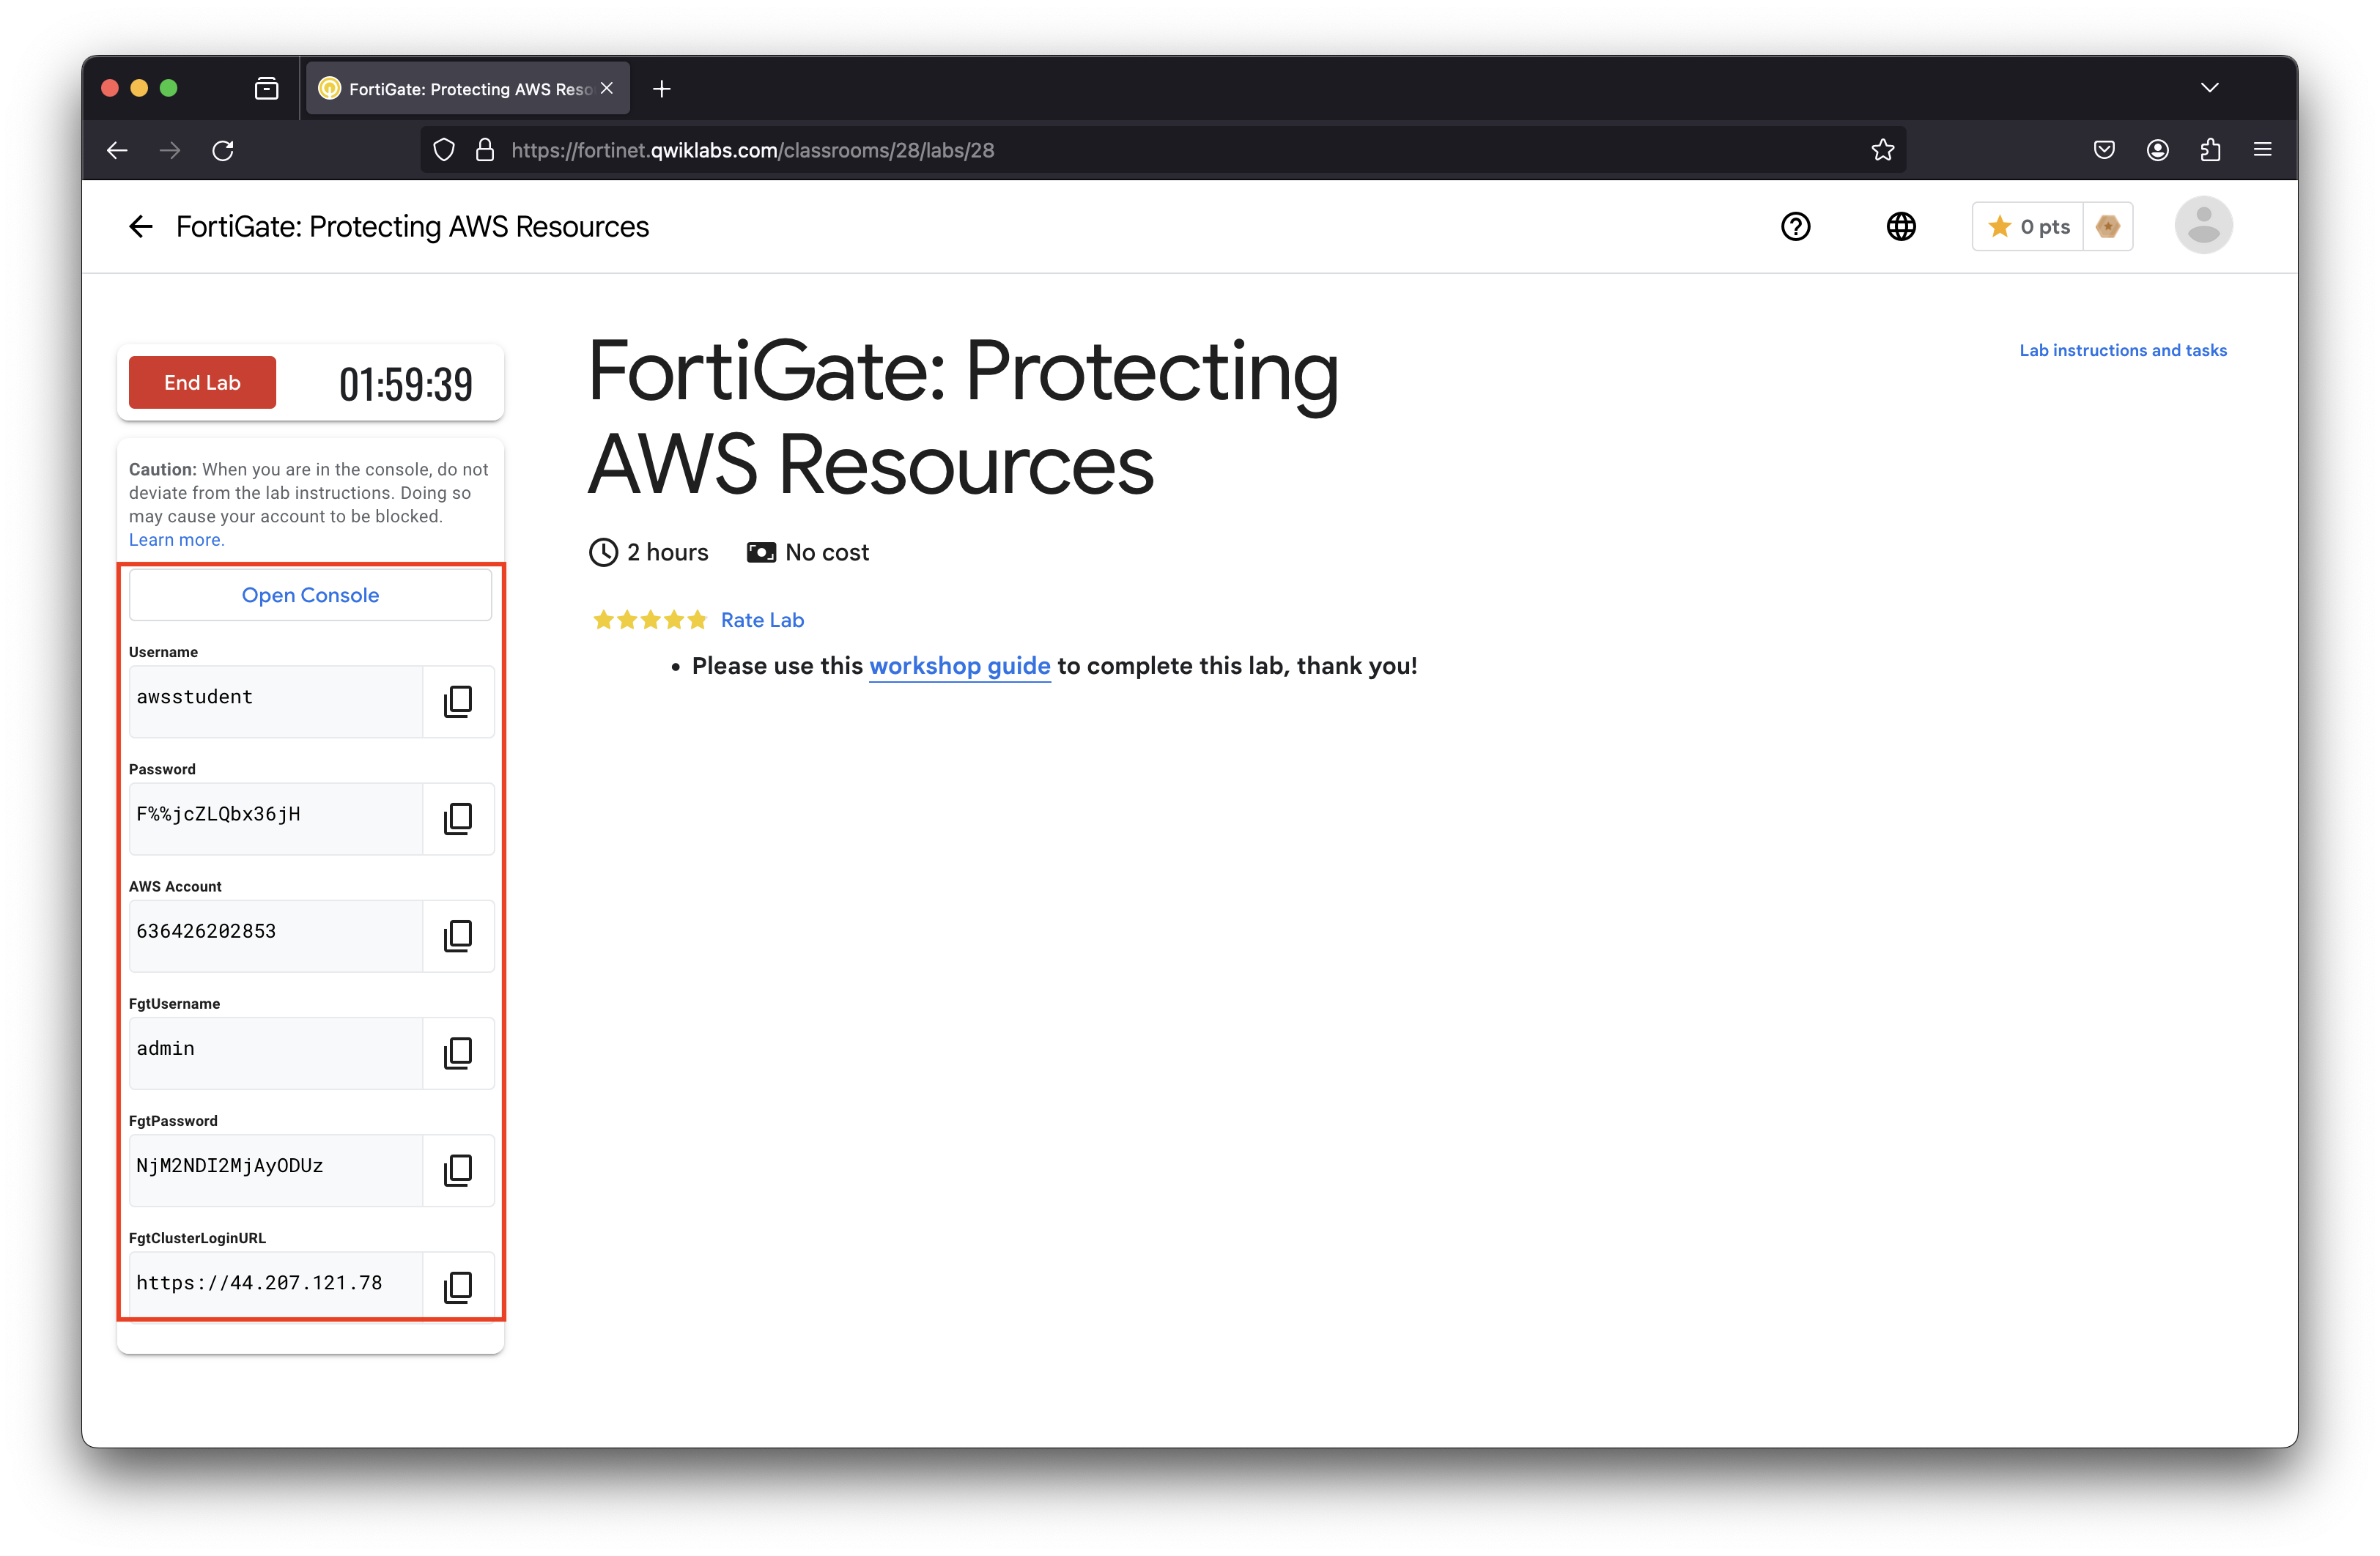 FortiGate: Protecting AWS Reso
https://fortinet.qwiklabs.com/classrooms/28/labs/28
FortiGate: Protecting AWS Resources
0 pts
End Lab
01:59:39
Caution: When you are in the console, do not
deviate from the lab instructions. Doing so
may cause your account to be blocked.
Learn more.
Open Console
Username
awsstudent
Password
F%%jcZLQbx36jH
AWS Account
636426202853
FgtUsername
admin
FgtPassword
NjM2NDI2MjAyODUz
FgtClusterLoginURL
https://44.207.121.78
FortiGate: Protecting
AWS Resources
2 hours
No cost
Rate Lab
• Please use this workshop guide to complete this lab, thank you!
Lab instructions and tasks